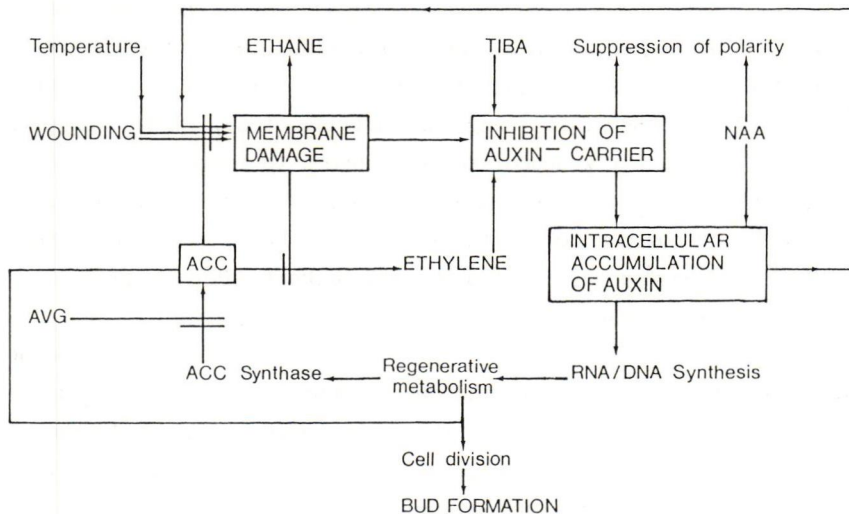 Temperature
ETHANE
TIBA
Suppression of polarity
WOUNDING
MEMBRANE
DAMAGE
INHIBITION OF
AUXIN⁻ CARRIER
NAA
ACC
ETHYLENE
INTRACELLULAR
ACCUMULATION
OF AUXIN
AVG
ACC Synthase
Regenerative
metabolism
RNA/DNA Synthesis
Cell division
BUD FORMATION